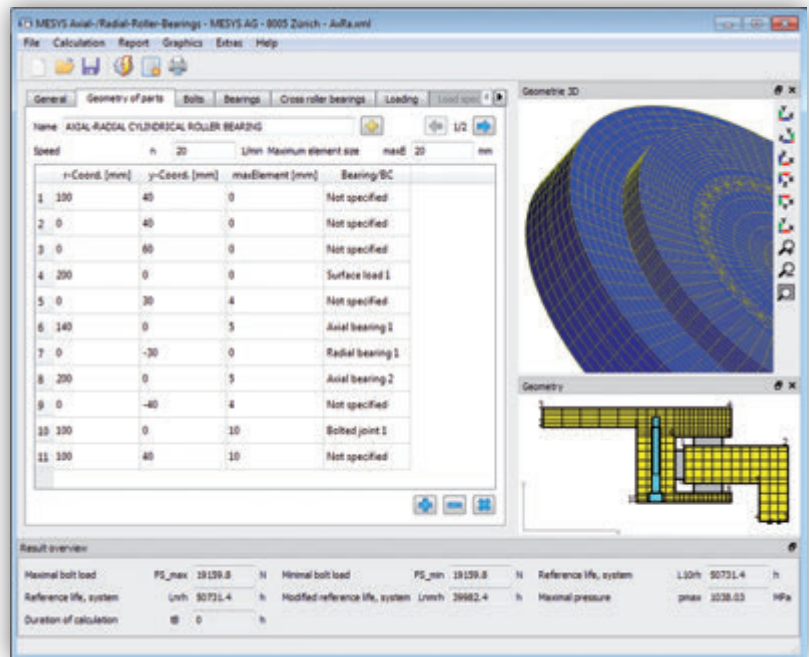 MESYS Axial-/Radial-Roller-Bearings - MESYS AG - 8005 Zürich - AxRa.xml
File Calculation Report Graphics Extras Help
General Geometry of parts Bolts Bearings Cross roller bearings Loading Load spec
Name AXIAL-RADIAL CYLINDRICAL ROLLER BEARING 1/2
Speed n 20 1/min Maximum element size maxE 20 mm
r-Coord. [mm] y-Coord. [mm] maxElement [mm] Bearing/BC
1 100 40 0 Not specified
2 0 40 0 Not specified
3 0 60 0 Not specified
4 200 0 0 Surface load 1
5 0 30 4 Not specified
6 140 0 5 Axial bearing 1
7 0 -30 0 Radial bearing 1
8 200 0 5 Axial bearing 2
9 0 -40 4 Not specified
10 100 0 10 Bolted joint 1
11 100 40 10 Not specified
Geometrie 3D
Geometry
Result overview
Maximal bolt load FS_max 19159.8 N Minimal bolt load FS_min 19159.8 N Reference life, system L10rh 50731.4 h
Reference life, system Lnrh 50731.4 h Modified reference life, system Lnmrh 39982.4 h Maximal pressure pmax 1038.03 MPa
Duration of calculation tB 0 h